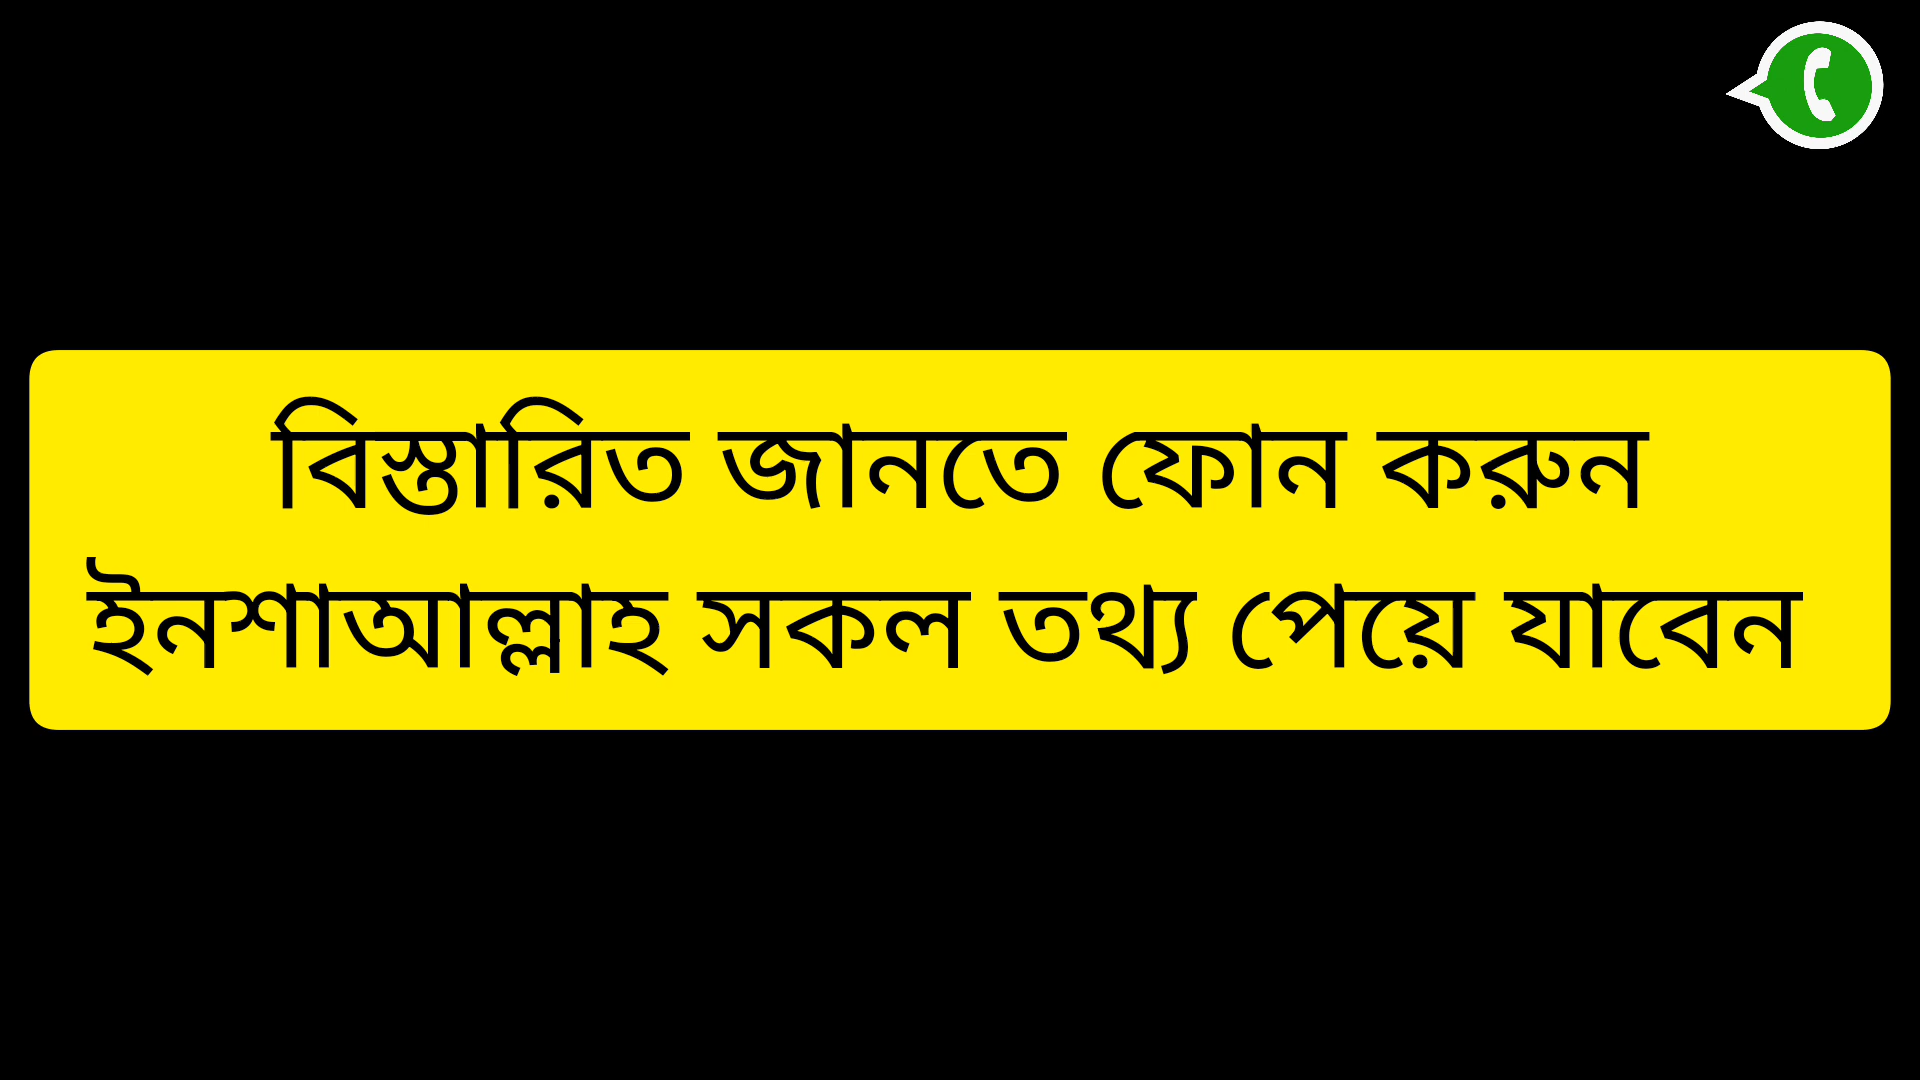 বিস্তারিত জানতে ফোন করুন
ইনশাআল্লাহ সকল তথ্য পেয়ে যাবেন